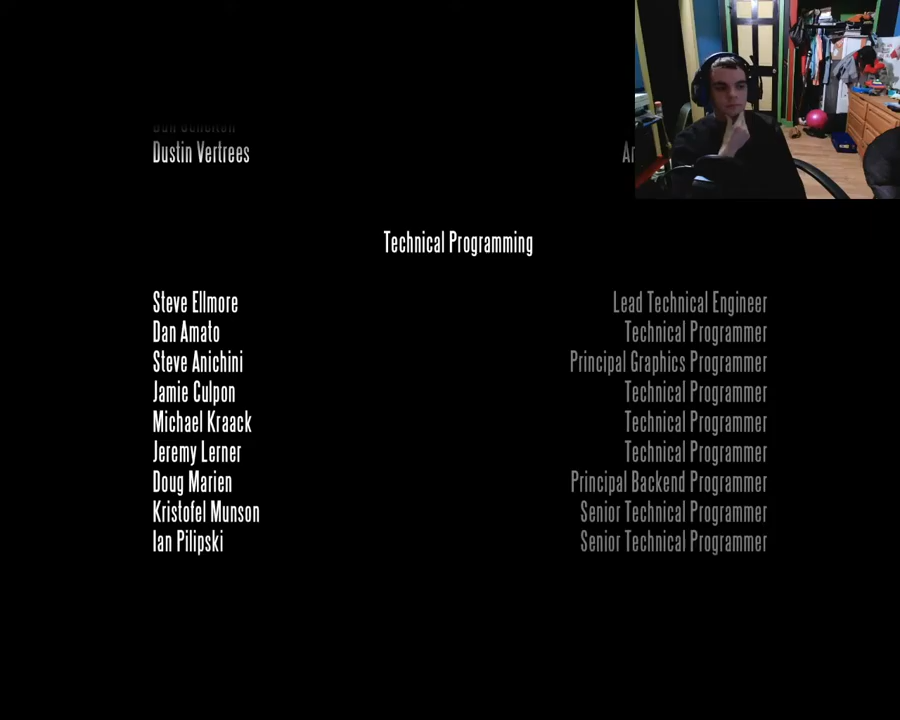 Dustin Vertrees
Technical Programming
Steve Ellmore Lead Technical Engineer
Dan Amato Technical Programmer
Steve Anichini Principal Graphics Programmer
Jamie Culpon Technical Programmer
Michael Kraack Technical Programmer
Jeremy Lerner Technical Programmer
Doug Marien Principal Backend Programmer
Kristofel Munson Senior Technical Programmer
Ian Pilipski Senior Technical Programmer